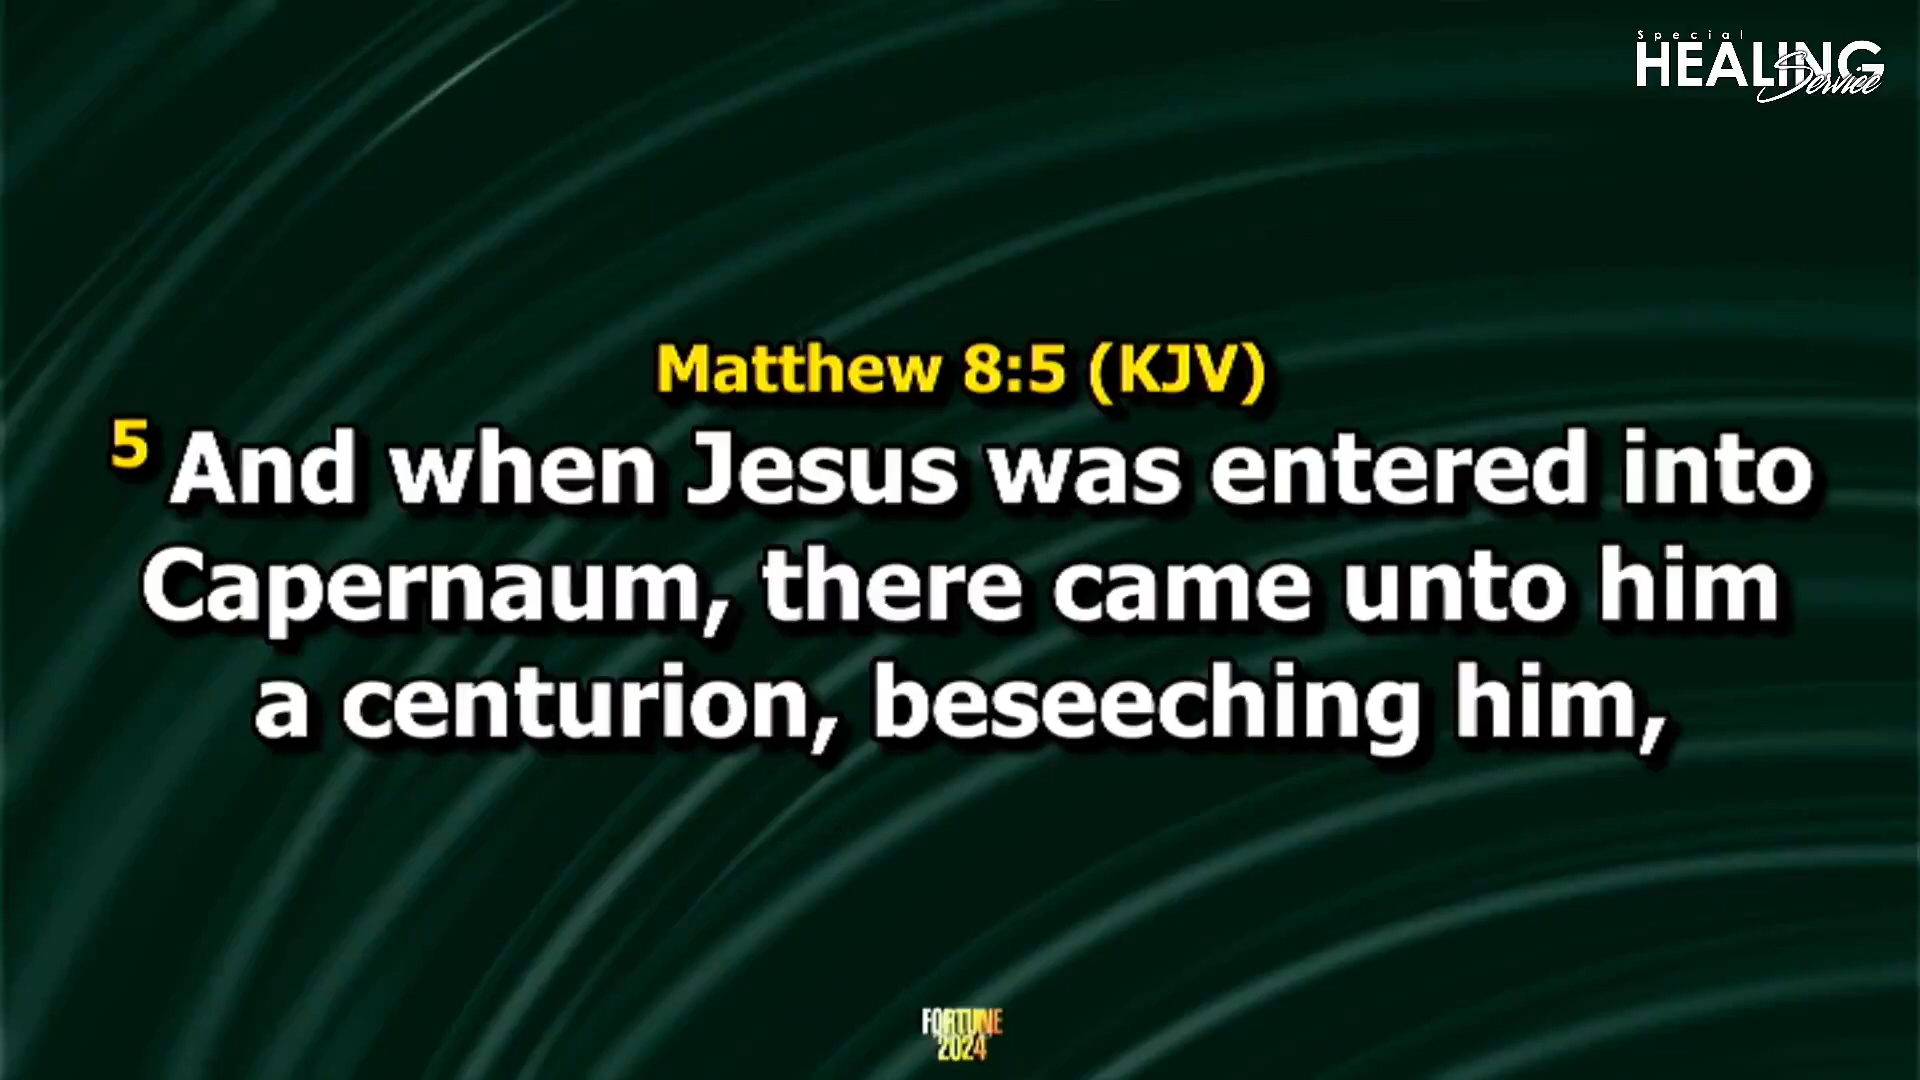 Special
HEALING
Service
Matthew 8:5 (KJV)
5 And when Jesus was entered into
Capernaum, there came unto him
a centurion, beseeching him,
FORTUNE
2024